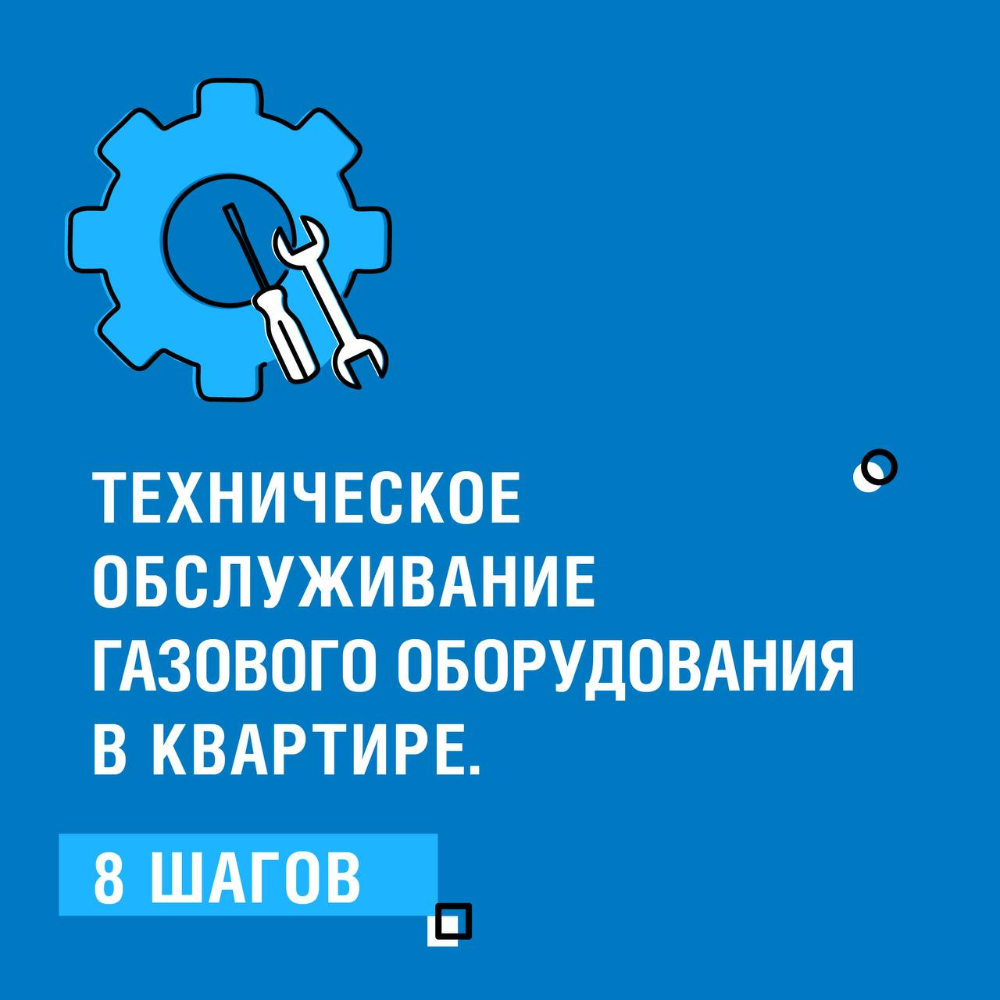 ТЕХНИЧЕСКОЕ
ОБСЛУЖИВАНИЕ
ГАЗОВОГО ОБОРУДОВАНИЯ
В КВАРТИРЕ.
8 ШАГОВ